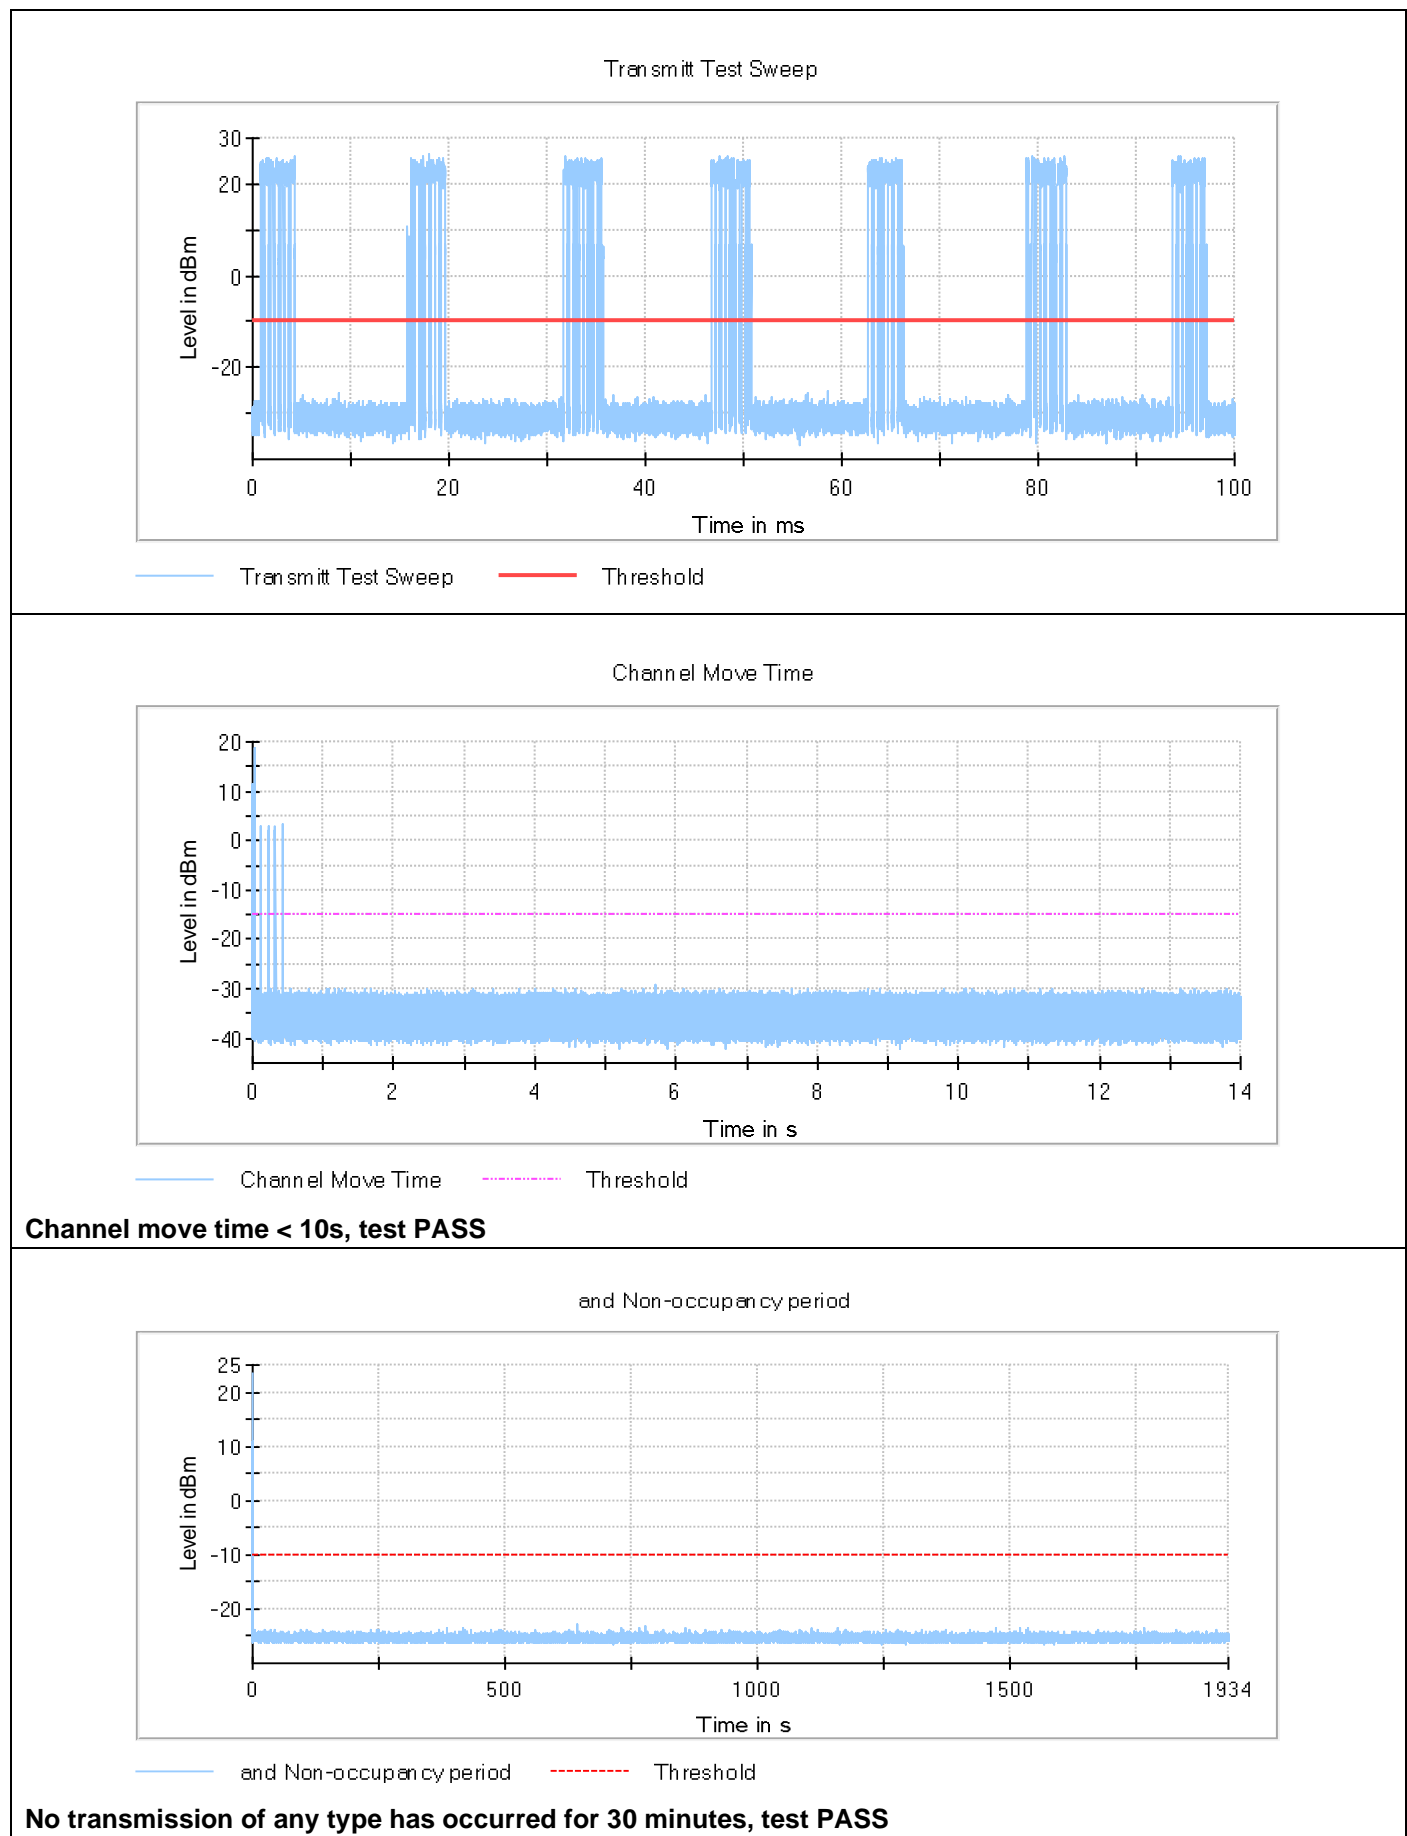 Transmitt Test Sweep
30
20
0
-20
Level in dBm
0 20 40 60 80 100
Time in ms
Transmitt Test Sweep Threshold
Channel Move Time
20
10
0
-10
-20
-30
-40
Level in dBm
0 2 4 6 8 10 12 14
Time in s
Channel Move Time Threshold
Channel move time < 10s, test PASS
and Non-occupancy period
25
20
10
0
-10
-20
Level in dBm
0 500 1000 1500 1934
Time in s
and Non-occupancy period Threshold
No transmission of any type has occurred for 30 minutes, test PASS